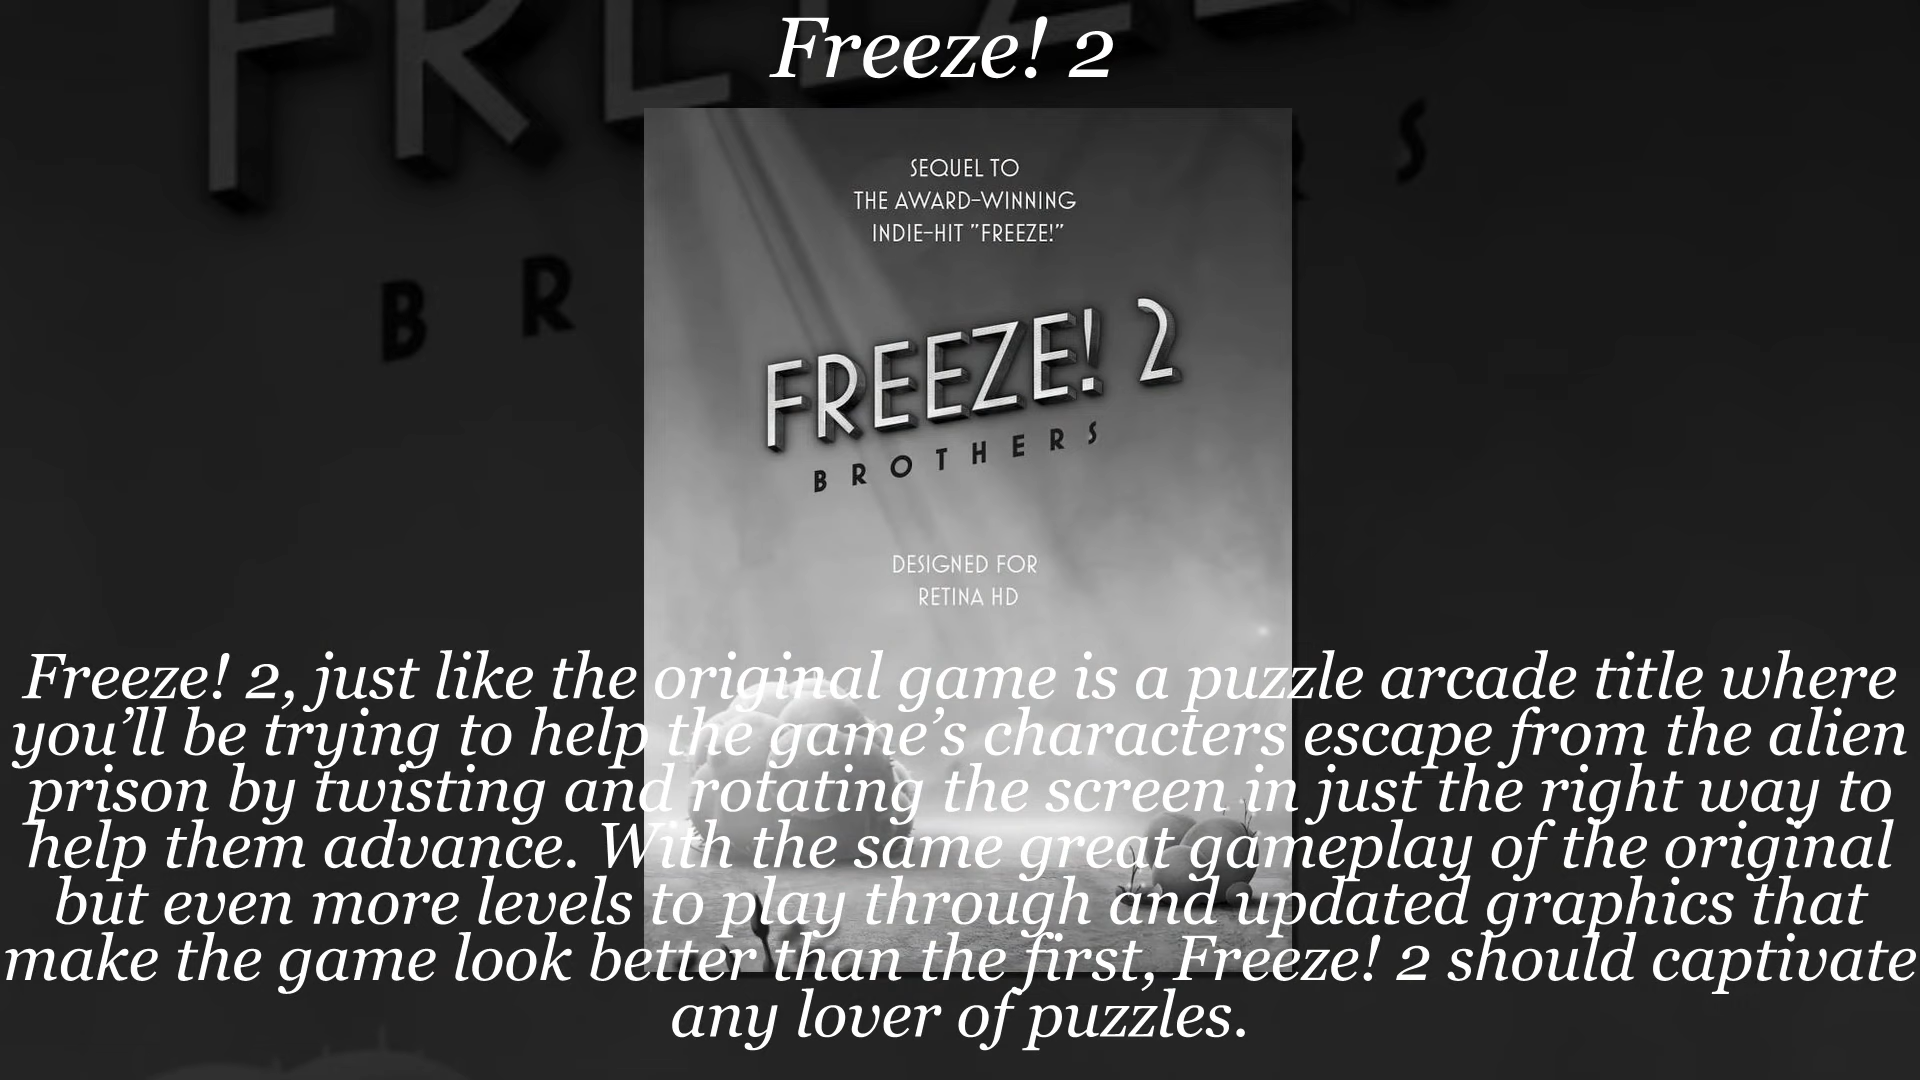 Freeze! 2
SEQUEL TO
THE AWARD-WINNING
INDIE-HIT "FREEZE!"
FREEZE! 2
BROTHERS
DESIGNED FOR
RETINA HD
Freeze! 2, just like the original game is a puzzle arcade title where
you’ll be trying to help the game’s characters escape from the alien
prison by twisting and rotating the screen in just the right way to
help them advance. With the same great gameplay of the original
but even more levels to play through and updated graphics that
make the game look better than the first, Freeze! 2 should captivate
any lover of puzzles.